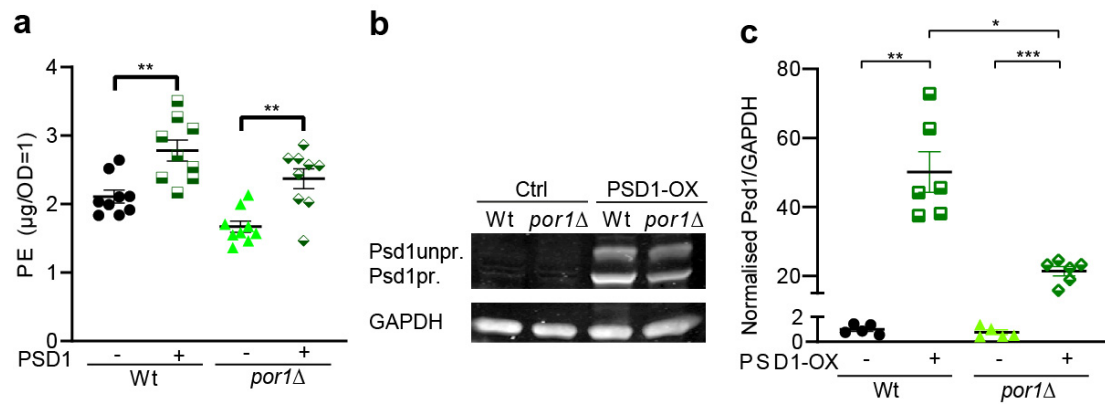 a
PE (µg/OD=1)
4
3
2
1
0
**
**
PSD1
- + - +
Wt por1Δ
b
Ctrl PSD1-OX
Wt por1Δ Wt por1Δ
Psd1unpr.
Psd1pr.
GAPDH
c
Normalised Psd1/GAPDH
80
60
40
20
2
0
*
** ***
PSD1-OX - + - +
Wt por1Δ